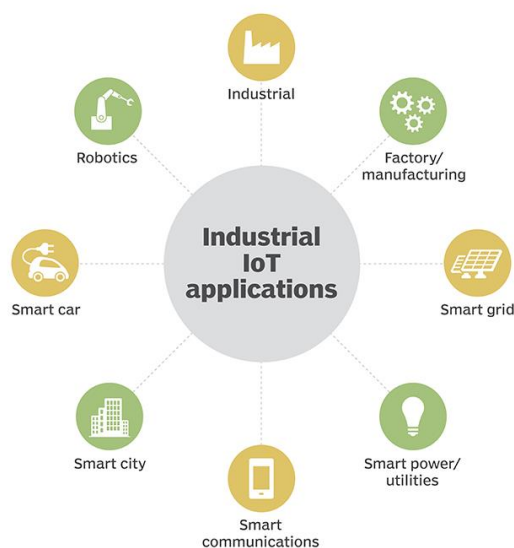 Industrial
Robotics
Factory/
manufacturing
Industrial
IoT
applications
Smart car
Smart grid
Smart city
Smart power/
utilities
Smart
communications